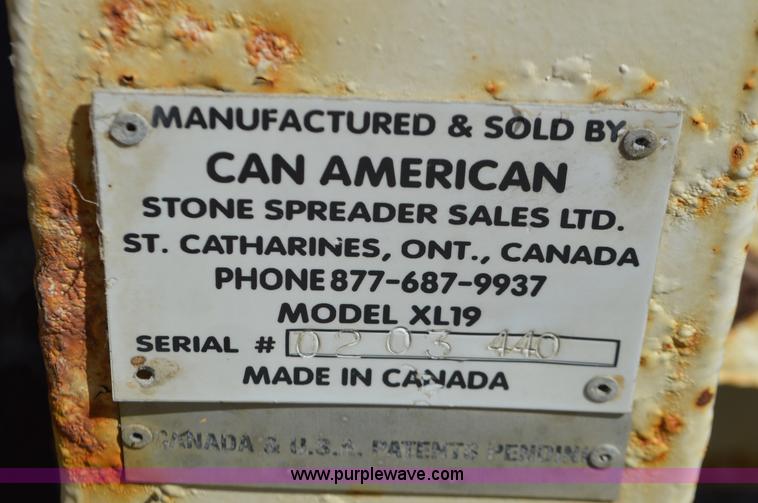 MANUFACTURED & SOLD BY
CAN AMERICAN
STONE SPREADER SALES LTD.
ST. CATHARINES, ONT., CANADA
PHONE 877-687-9937
MODEL XL19
SERIAL # 0203 440
MADE IN CANADA
CANADA & U.S.A. PATENTS PENDING
www.purplewave.com